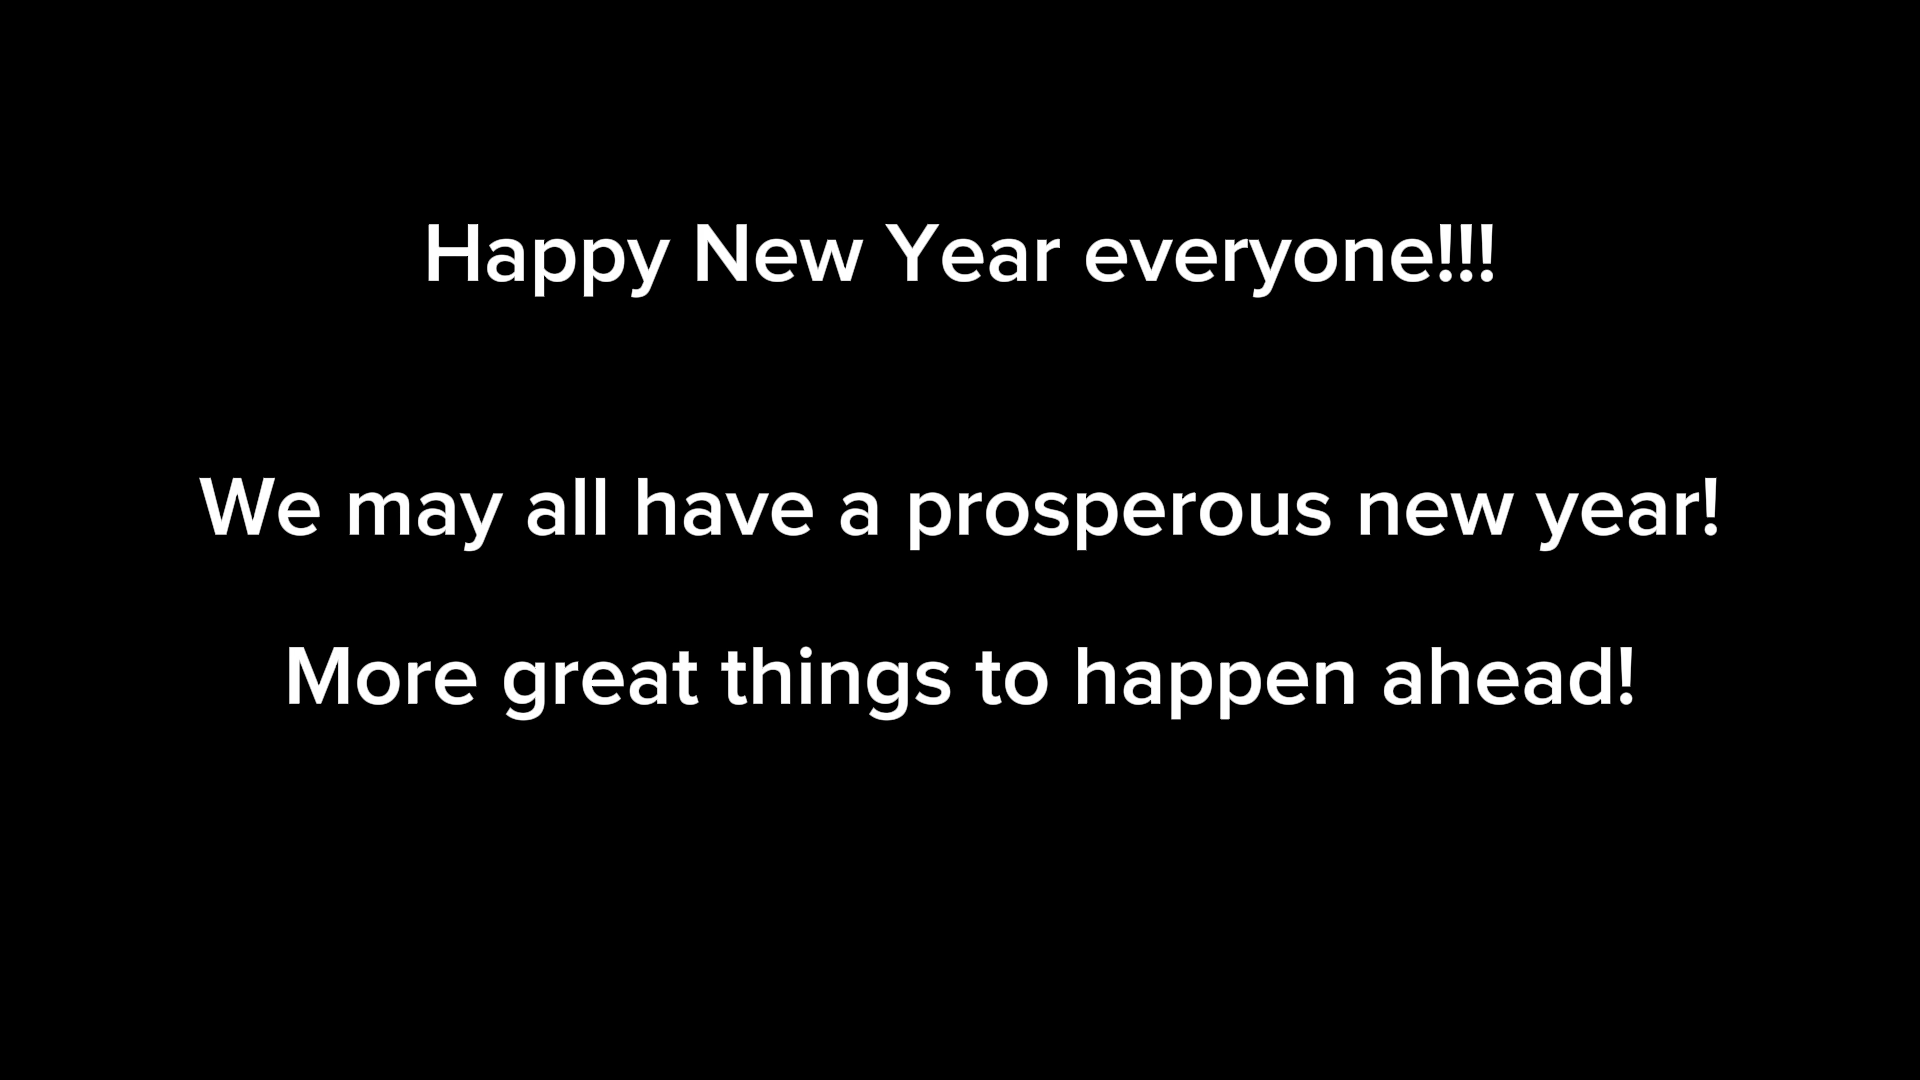 Happy New Year everyone!!!
We may all have a prosperous new year!
More great things to happen ahead!